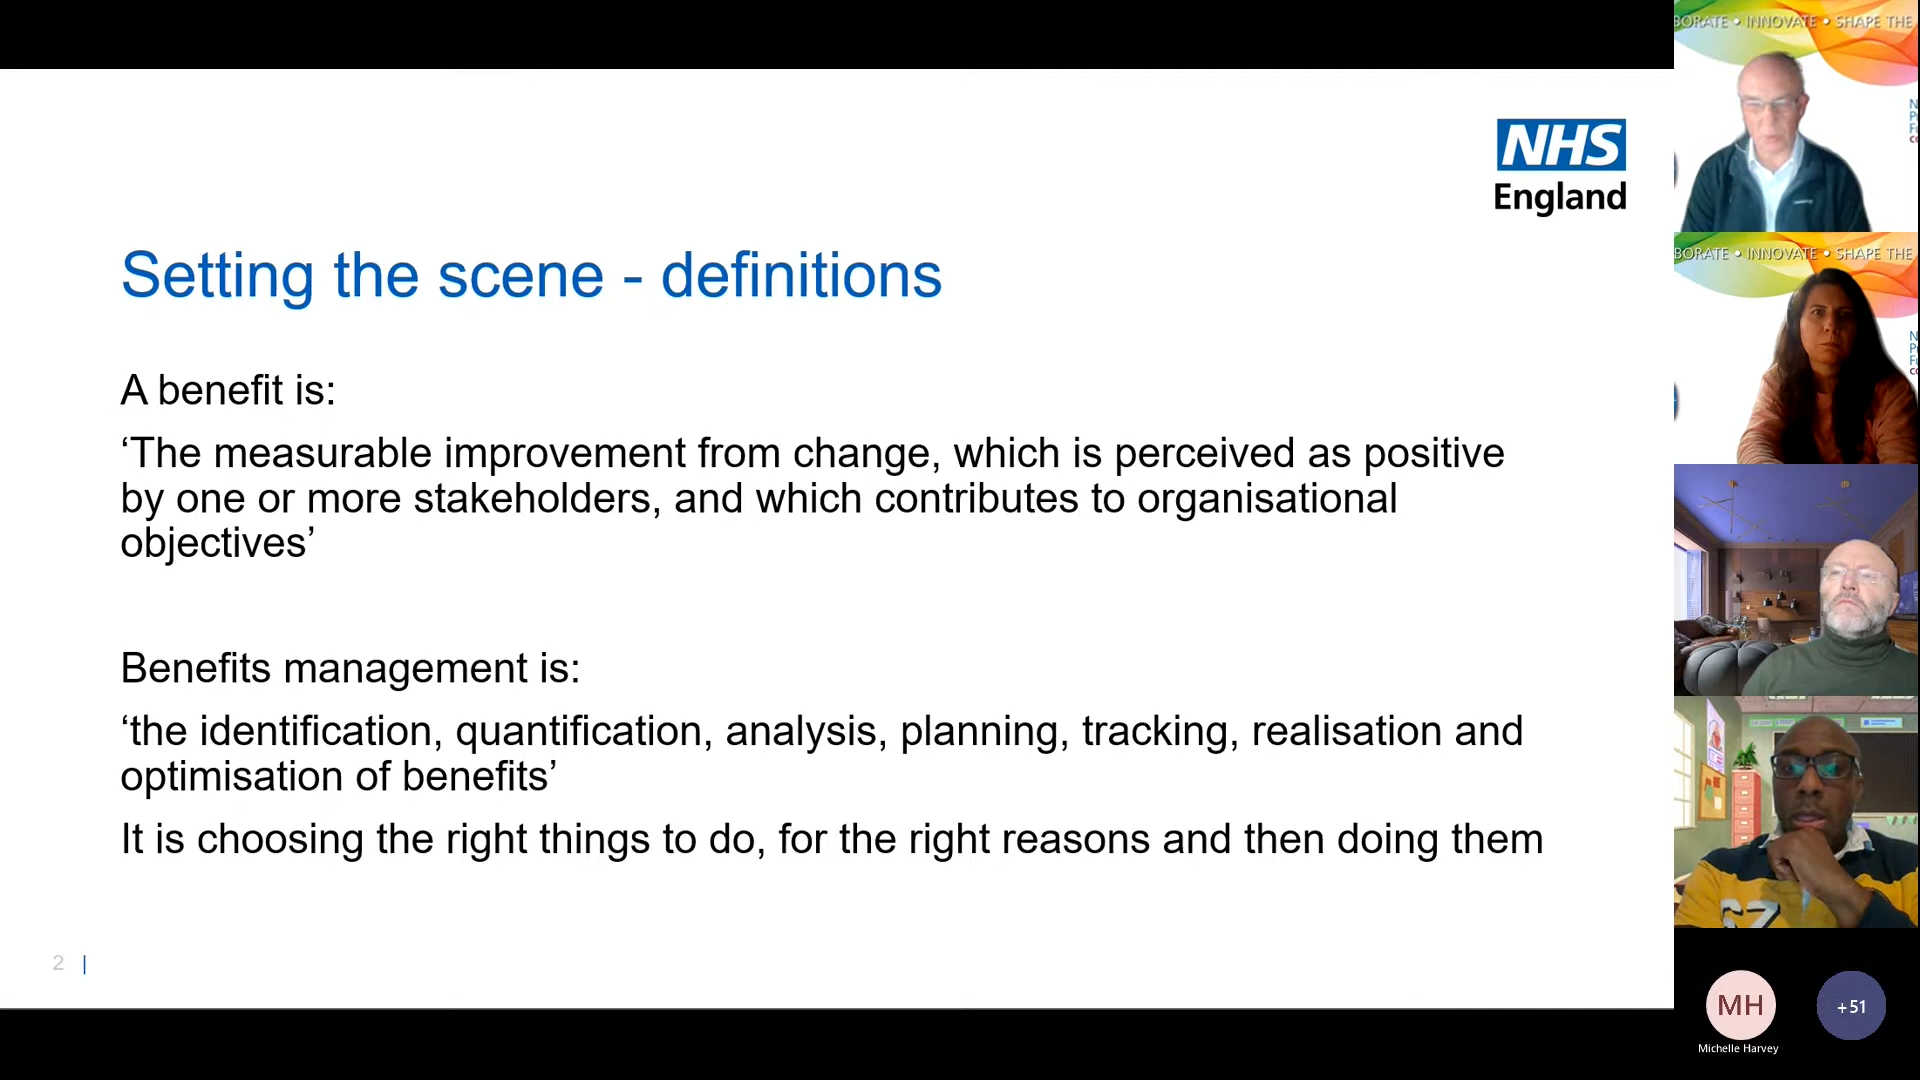 NHS
England
Setting the scene - definitions
A benefit is:
‘The measurable improvement from change, which is perceived as positive
by one or more stakeholders, and which contributes to organisational
objectives’
Benefits management is:
‘the identification, quantification, analysis, planning, tracking, realisation and
optimisation of benefits’
It is choosing the right things to do, for the right reasons and then doing them
2 |
BORATE • INNOVATE • SHAPE THE
BORATE • INNOVATE • SHAPE THE
67
MH
+51
Michelle Harvey